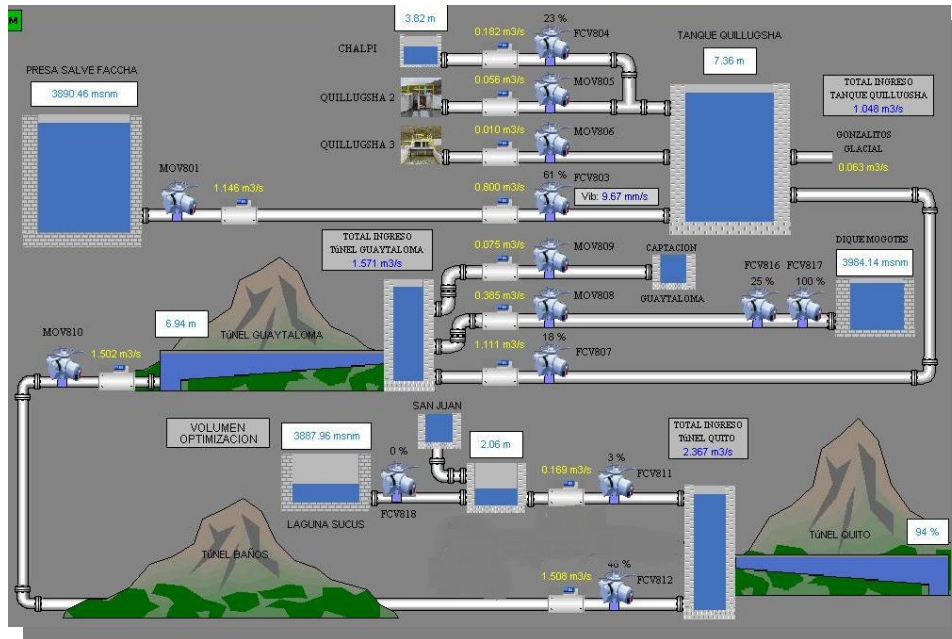 M
3.82 m
CHALPI
0.182 m3/s
23 %
FCV804
TANQUE QUILLUGSHA
7.36 m
PRESA SALVE FACCHA
3890.46 msnm
QUILLUGSHA 2
0.056 m3/s
MOV805
TOTAL INGRESO
TANQUE QUILLUGSHA
1.048 m3/s
QUILLUGSHA 3
0.010 m3/s
MOV806
GONZALITOS
GLACIAL
0.063 m3/s
MOV801
1.146 m3/s
0.800 m3/s
61 %
FCV803
Vib: 9.67 mm/s
TOTAL INGRESO
TúNEL GUAYTALOMA
1.571 m3/s
0.075 m3/s
MOV809
CAPTACION
GUAYTALOMA
DIQUE MOGOTES
3984.14 msnm
FCV816
25 %
FCV817
100 %
0.385 m3/s
MOV808
MOV810
1.502 m3/s
6.94 m
TúNEL GUAYTALOMA
1.111 m3/s
18 %
FCV807
VOLUMEN
OPTIMIZACION
3887.96 msnm
LAGUNA SUCUS
0 %
FCV818
SAN JUAN
2.06 m
0.169 m3/s
3 %
FCV811
TOTAL INGRESO
TúNEL QUITO
2.367 m3/s
TúNEL QUITO
94 %
TúNEL BAÑOS
1.508 m3/s
FCV812